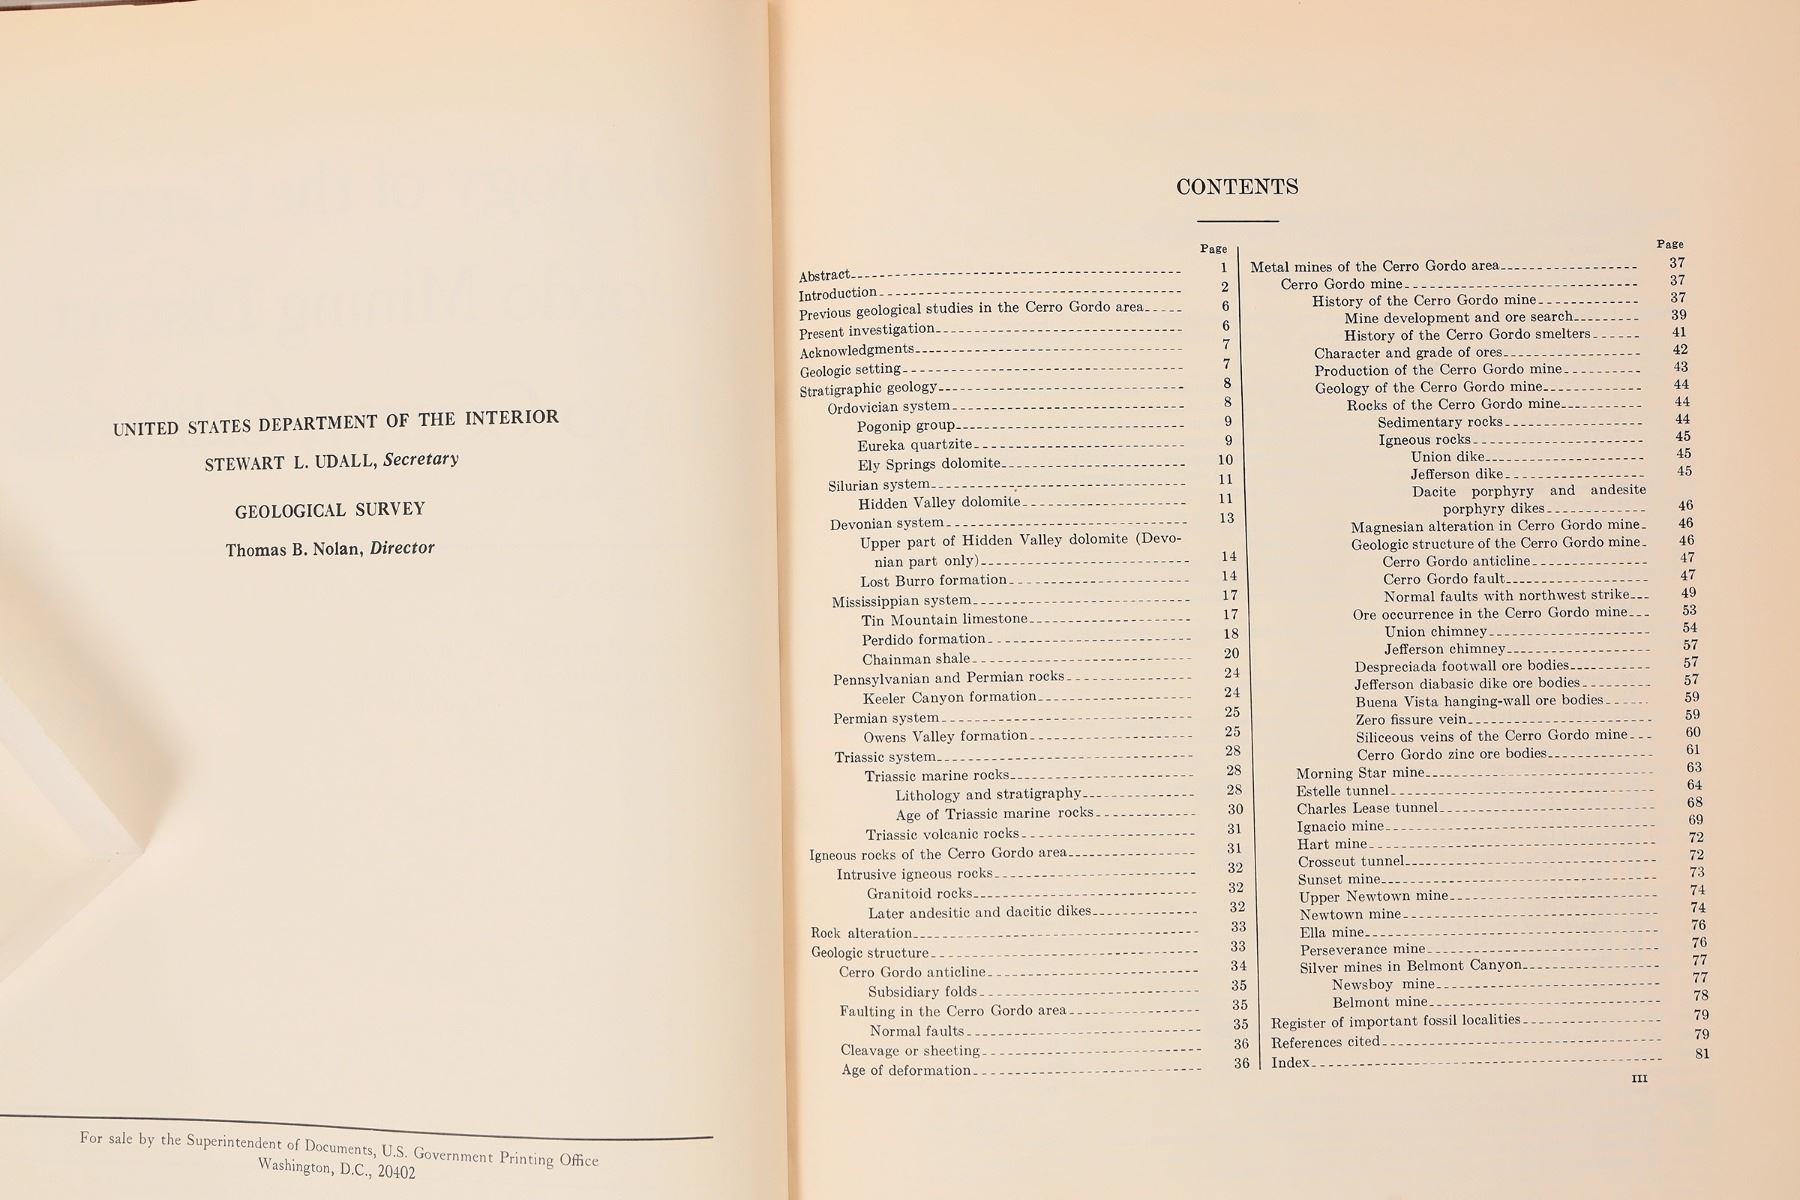 UNITED STATES DEPARTMENT OF THE INTERIOR
STEWART L. UDALL, Secretary
GEOLOGICAL SURVEY
Thomas B. Nolan, Director
For sale by the Superintendent of Documents, U.S. Government Printing Office
Washington, D.C., 20402
CONTENTS
Page
Abstract 1
Introduction 2
Previous geological studies in the Cerro Gordo area 6
Present investigation 6
Acknowledgments 7
Geologic setting 7
Stratigraphic geology 8
Ordovician system 8
Pogonip group 9
Eureka quartzite 9
Ely Springs dolomite 10
Silurian system 11
Hidden Valley dolomite 11
Devonian system 13
Upper part of Hidden Valley dolomite (Devo-
nian part only) 14
Lost Burro formation 14
Mississippian system 17
Tin Mountain limestone 17
Perdido formation 18
Chainman shale 20
Pennsylvanian and Permian rocks 24
Keeler Canyon formation 24
Permian system 25
Owens Valley formation 25
Triassic system 28
Triassic marine rocks 28
Lithology and stratigraphy 28
Age of Triassic marine rocks 30
Triassic volcanic rocks 31
Igneous rocks of the Cerro Gordo area 31
Intrusive igneous rocks 32
Granitoid rocks 32
Later andesitic and dacitic dikes 32
Rock alteration 33
Geologic structure 33
Cerro Gordo anticline 34
Subsidiary folds 35
Faulting in the Cerro Gordo area 35
Normal faults 35
Cleavage or sheeting 36
Age of deformation 36
Page
Metal mines of the Cerro Gordo area 37
Cerro Gordo mine 37
History of the Cerro Gordo mine 37
Mine development and ore search 39
History of the Cerro Gordo smelters 41
Character and grade of ores 42
Production of the Cerro Gordo mine 43
Geology of the Cerro Gordo mine 44
Rocks of the Cerro Gordo mine 44
Sedimentary rocks 44
Igneous rocks 45
Union dike 45
Jefferson dike 45
Dacite porphyry and andesite
porphyry dikes 46
Magnesian alteration in Cerro Gordo mine 46
Geologic structure of the Cerro Gordo mine 46
Cerro Gordo anticline 47
Cerro Gordo fault 47
Normal faults with northwest strike 49
Ore occurrence in the Cerro Gordo mine 53
Union chimney 54
Jefferson chimney 57
Despreciada footwall ore bodies 57
Jefferson diabasic dike ore bodies 57
Buena Vista hanging-wall ore bodies 59
Zero fissure vein 59
Siliceous veins of the Cerro Gordo mine 60
Cerro Gordo zinc ore bodies 61
Morning Star mine 63
Estelle tunnel 64
Charles Lease tunnel 68
Ignacio mine 69
Hart mine 72
Crosscut tunnel 72
Sunset mine 73
Upper Newtown mine 74
Newtown mine 74
Ella mine 76
Perseverance mine 76
Silver mines in Belmont Canyon 77
Newsboy mine 77
Belmont mine 78
Register of important fossil localities 79
References cited 79
Index 81
III